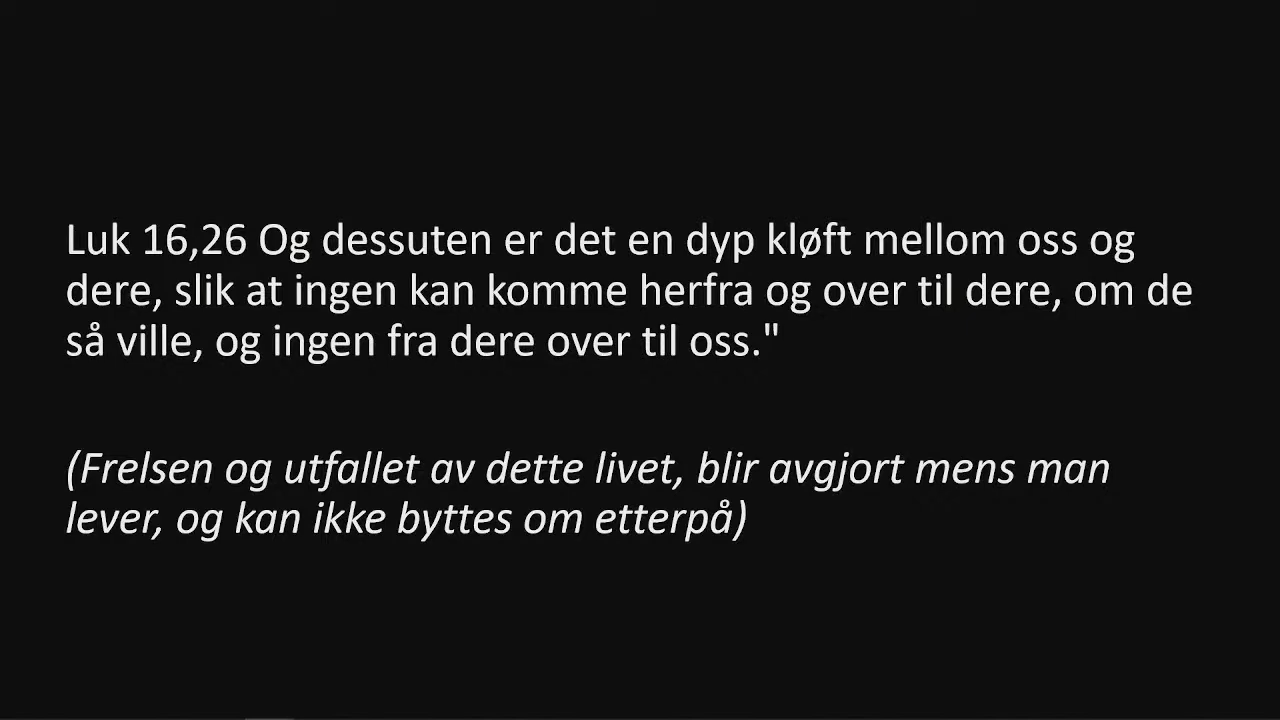 Luk 16,26 Og dessuten er det en dyp kløft mellom oss og
dere, slik at ingen kan komme herfra og over til dere, om de
så ville, og ingen fra dere over til oss."
(Frelsen og utfallet av dette livet, blir avgjort mens man
lever, og kan ikke byttes om etterpå)